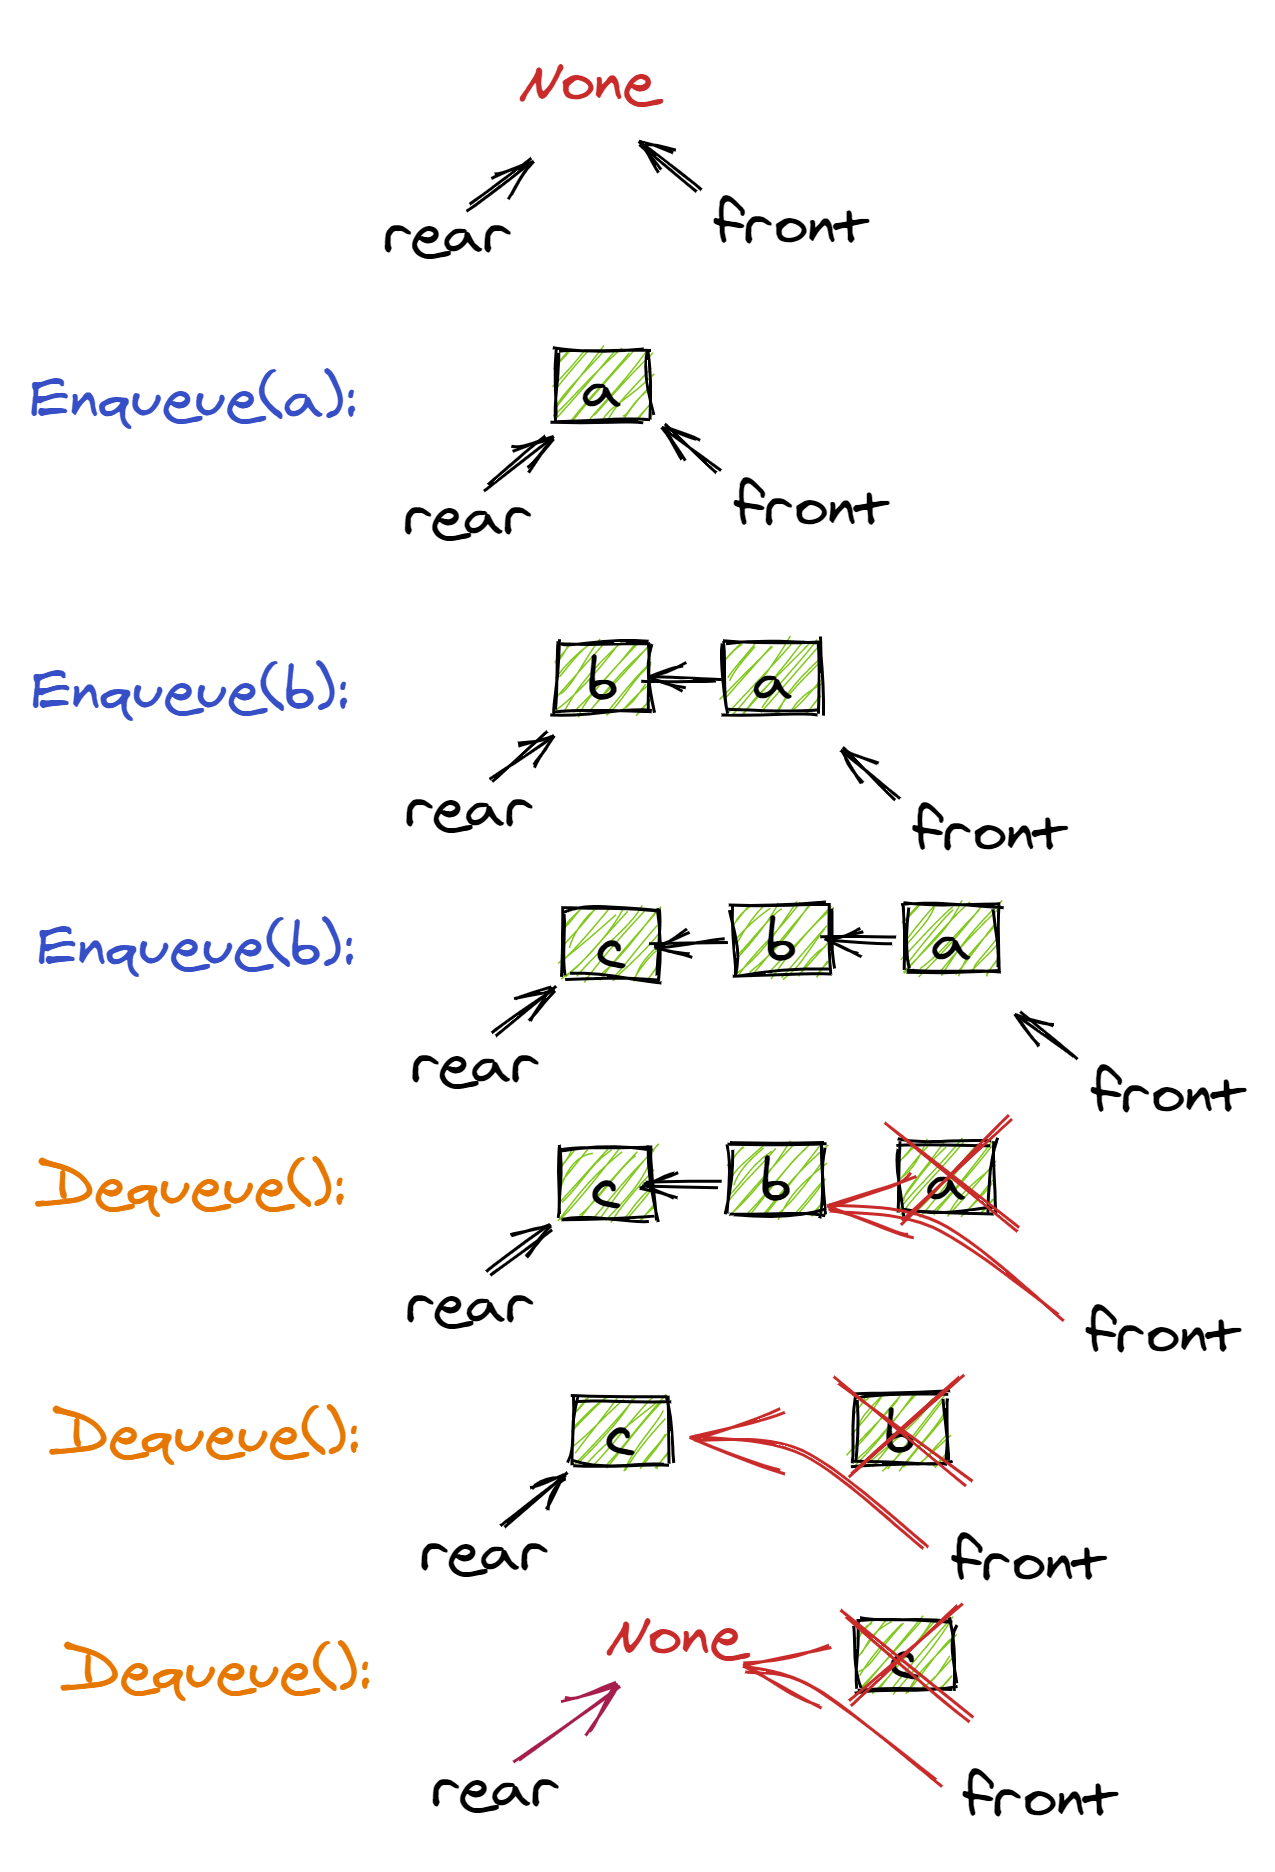 None
rear front
Enqueue(a): a
rear front
Enqueue(b): b a
rear front
Enqueue(b): c b a
rear front
Dequeue(): c b a
rear front
Dequeue(): c b
rear front
Dequeue(): None c
rear front